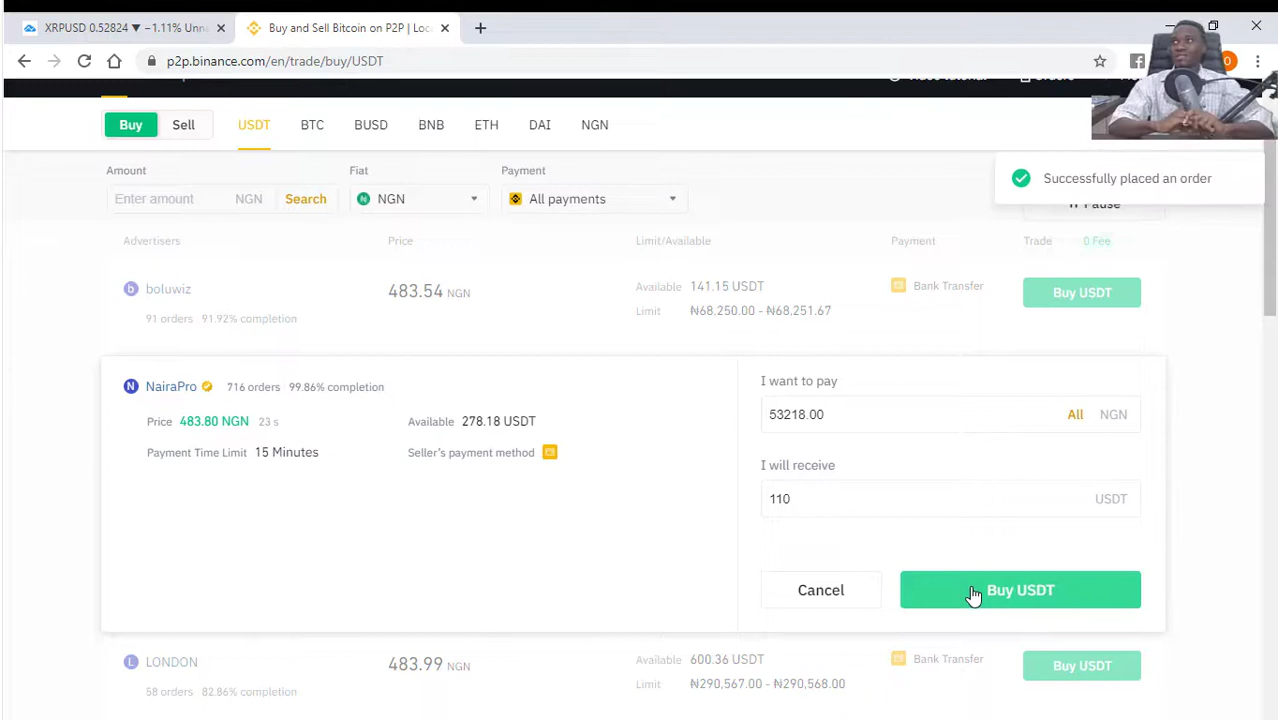 XRPUSD 0.52824 ▼ −1.11% Unna
Buy and Sell Bitcoin on P2P | Loc
p2p.binance.com/en/trade/buy/USDT
Buy Sell USDT BTC BUSD BNB ETH DAI NGN
Successfully placed an order
Amount Fiat Payment
Enter amount NGN Search NGN All payments
Pause
Advertisers Price Limit/Available Payment Trade 0 Fee
b boluwiz 483.54 NGN Available 141.15 USDT Bank Transfer Buy USDT
91 orders 91.92% completion Limit ₦68,250.00 - ₦68,251.67
N NairaPro 716 orders 99.86% completion
Price 483.80 NGN 23 s Available 278.18 USDT
Payment Time Limit 15 Minutes Seller's payment method
I want to pay
53218.00 All NGN
I will receive
110 USDT
Cancel Buy USDT
L LONDON 483.99 NGN Available 600.36 USDT Bank Transfer Buy USDT
58 orders 82.86% completion Limit ₦290,567.00 - ₦290,568.00